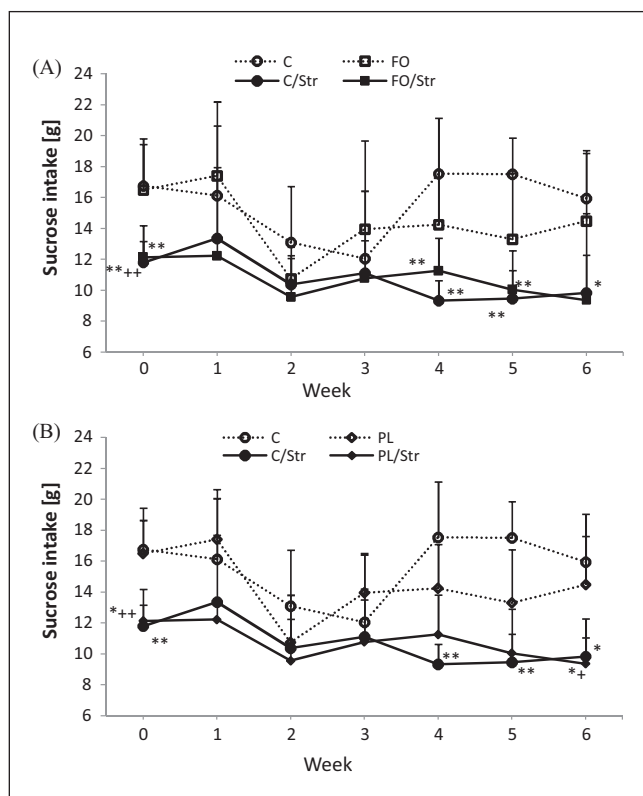 (A)
C FO
C/Str FO/Str
Sucrose intake [g]
24
22
20
18
16
14
12
10
8
6
**
**++
**
**
**
**
*
0 1 2 3 4 5 6
Week
(B)
C PL
C/Str PL/Str
Sucrose intake [g]
24
22
20
18
16
14
12
10
8
6
*++
**
**
**
*
*+
0 1 2 3 4 5 6
Week